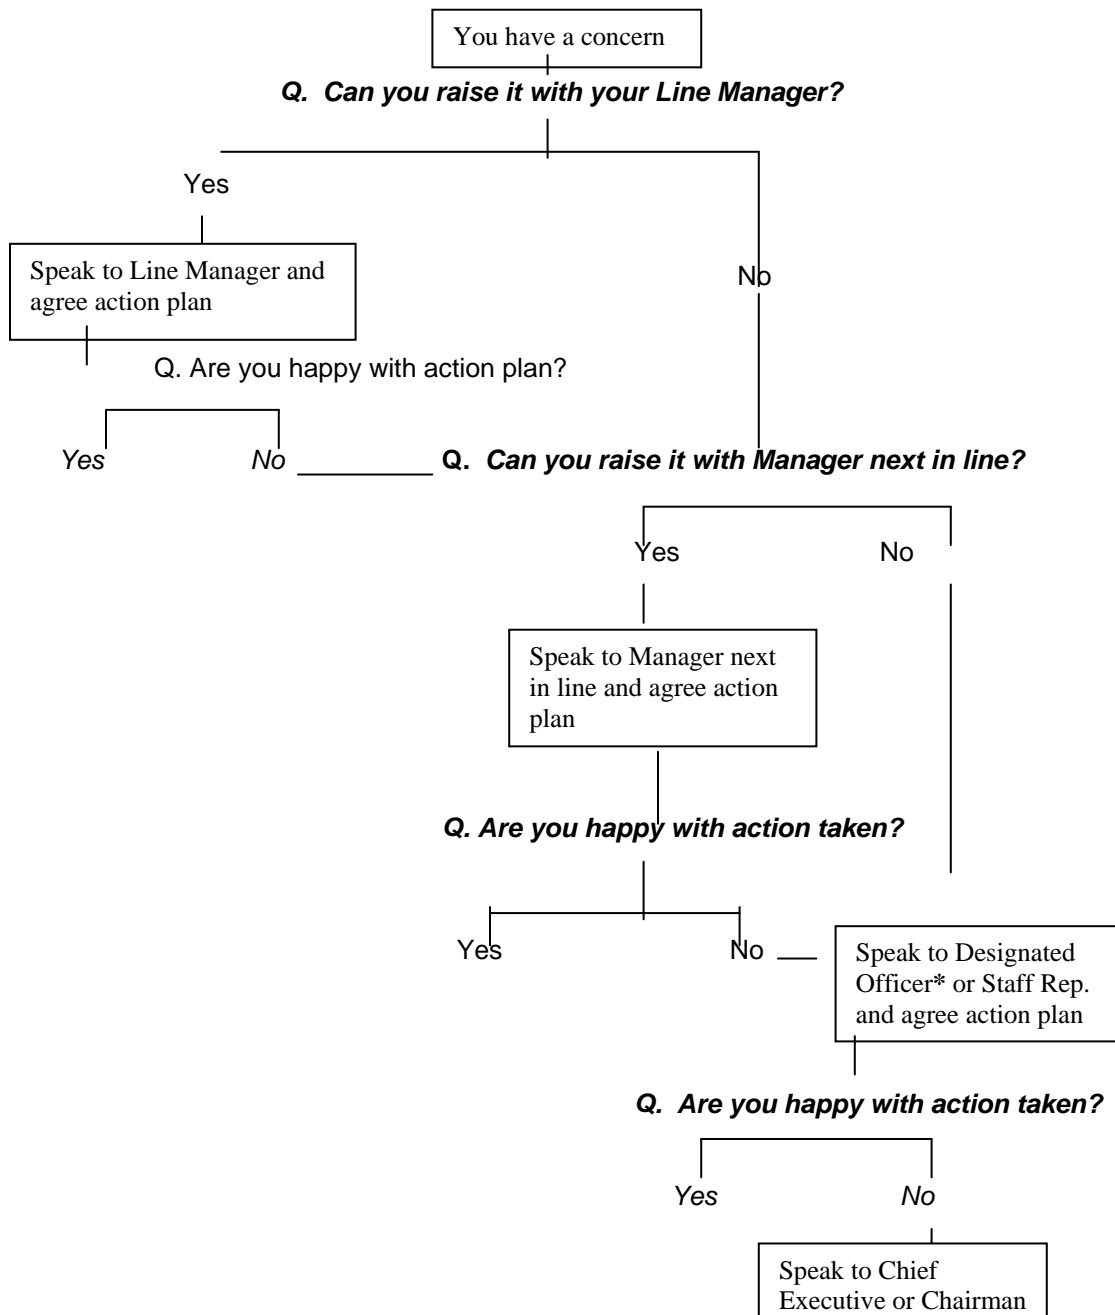 You have a concern
Q. Can you raise it with your Line Manager?
Yes
No
Speak to Line Manager and
agree action plan
Q. Are you happy with action plan?
Yes No
Q. Can you raise it with Manager next in line?
Yes No
Speak to Manager next
in line and agree action
plan
Q. Are you happy with action taken?
Yes No
Speak to Designated
Officer* or Staff Rep.
and agree action plan
Q. Are you happy with action taken?
Yes No
Speak to Chief
Executive or Chairman